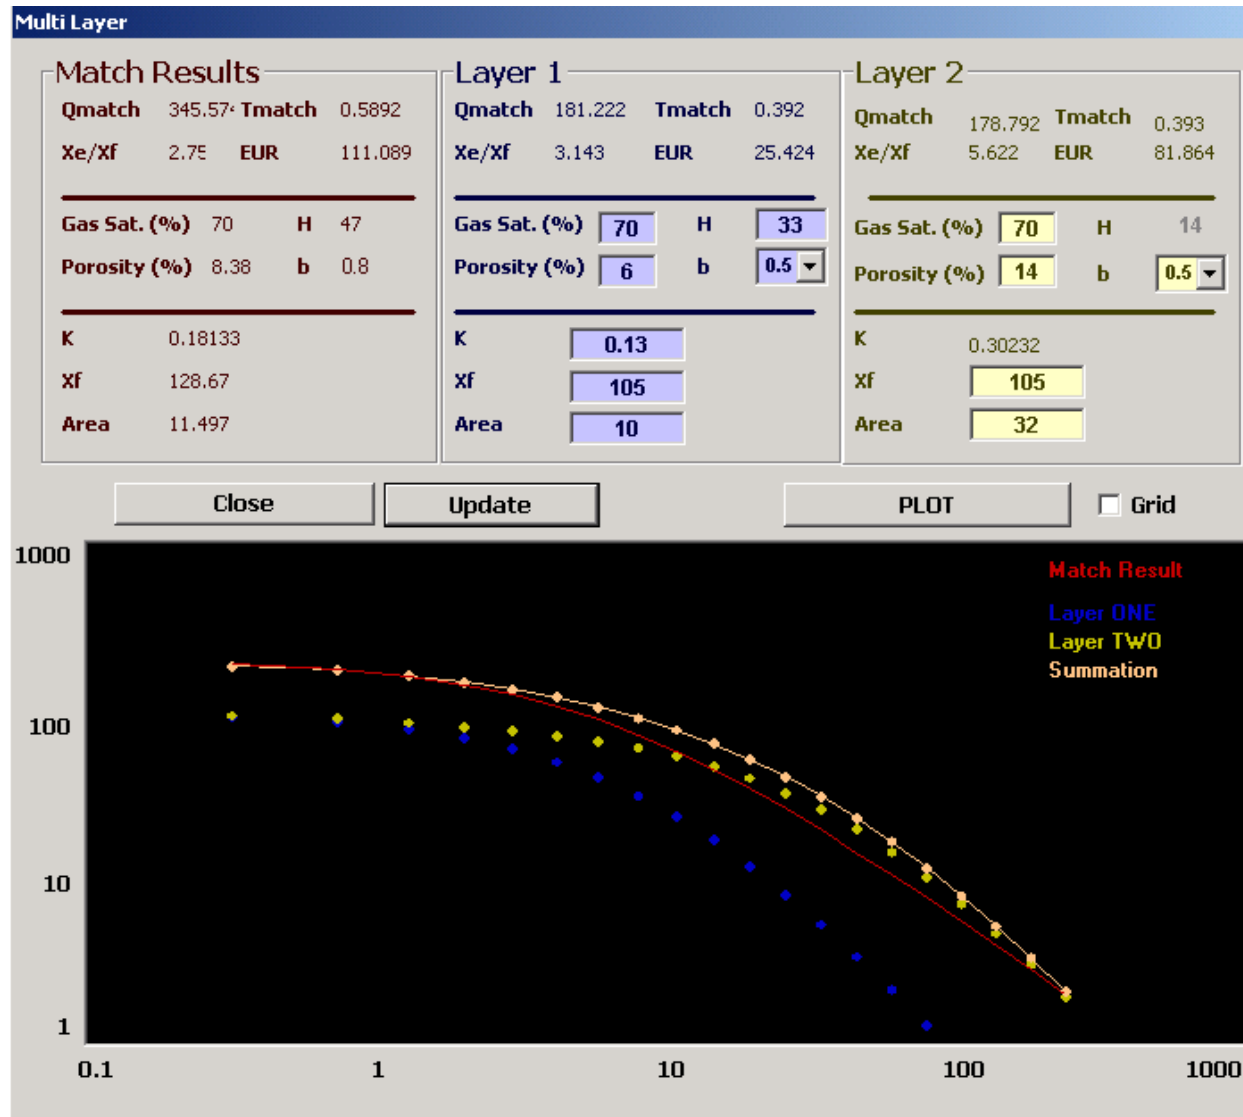 Multi Layer
Match Results
Qmatch 345.574 Tmatch 0.5892
Xe/Xf 2.75 EUR 111.089
Gas Sat. (%) 70 H 47
Porosity (%) 8.38 b 0.8
K 0.18133
Xf 128.67
Area 11.497
Layer 1
Qmatch 181.222 Tmatch 0.392
Xe/Xf 3.143 EUR 25.424
Gas Sat. (%) 70 H 33
Porosity (%) 6 b 0.5
K 0.13
Xf 105
Area 10
Layer 2
Qmatch 178.792 Tmatch 0.393
Xe/Xf 5.622 EUR 81.864
Gas Sat. (%) 70 H 14
Porosity (%) 14 b 0.5
K 0.30232
Xf 105
Area 32
Close Update PLOT Grid
Match Result
Layer ONE
Layer TWO
Summation
1000
100
10
1
0.1 1 10 100 1000